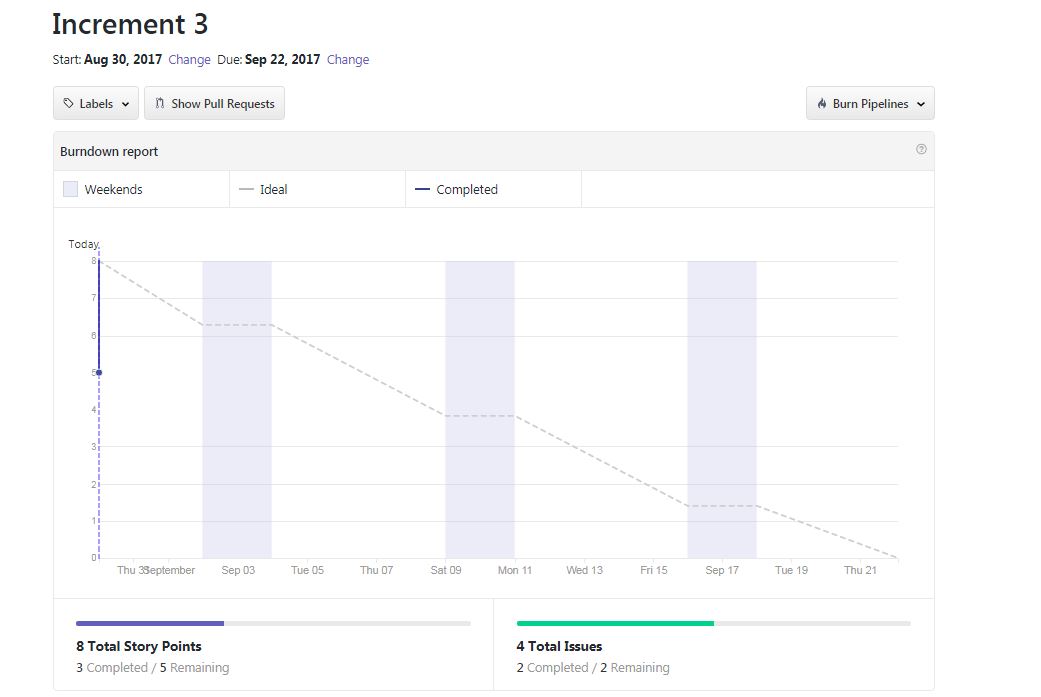 Increment 3
Start: Aug 30, 2017 Change Due: Sep 22, 2017 Change
Labels Show Pull Requests Burn Pipelines
Burndown report
Weekends Ideal Completed
Today
8
7
6
5
4
3
2
1
0
Thu 31 September Sep 03 Tue 05 Thu 07 Sat 09 Mon 11 Wed 13 Fri 15 Sep 17 Tue 19 Thu 21
8 Total Story Points 4 Total Issues
3 Completed / 5 Remaining 2 Completed / 2 Remaining